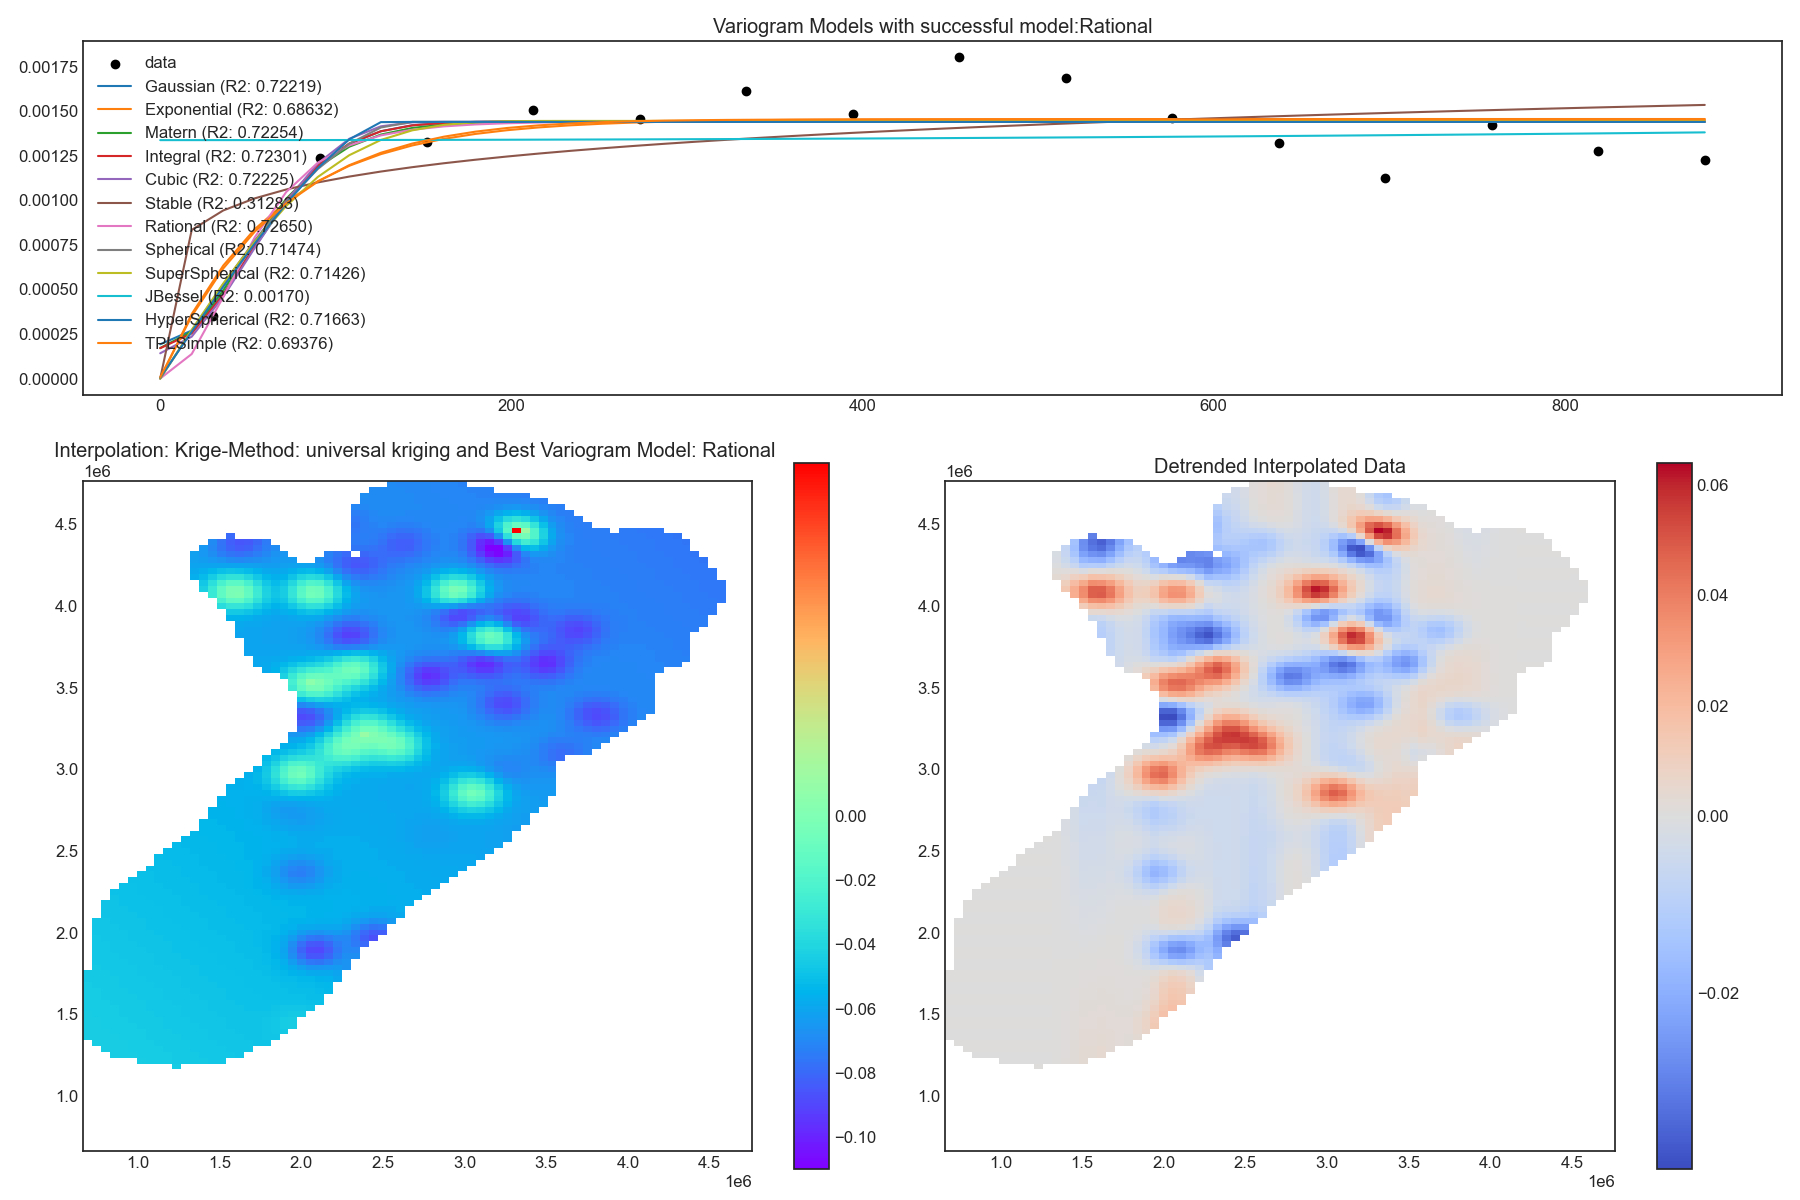 Variogram Models with successful model:Rational
0.00175
0.00150
0.00125
0.00100
0.00075
0.00050
0.00025
0.00000
data
Gaussian (R2: 0.72219)
Exponential (R2: 0.68632)
Matern (R2: 0.72254)
Integral (R2: 0.72301)
Cubic (R2: 0.72225)
Stable (R2: 0.31283)
Rational (R2: 0.72650)
Spherical (R2: 0.71474)
SuperSpherical (R2: 0.71426)
JBessel (R2: 0.00170)
HyperSpherical (R2: 0.71663)
TPLSimple (R2: 0.69376)
0 200 400 600 800
Interpolation: Krige-Method: universal kriging and Best Variogram Model: Rational
1e6
4.5
4.0
3.5
3.0
2.5
2.0
1.5
1.0
1.0 1.5 2.0 2.5 3.0 3.5 4.0 4.5
1e6
0.00
−0.02
−0.04
−0.06
−0.08
−0.10
Detrended Interpolated Data
1e6
4.5
4.0
3.5
3.0
2.5
2.0
1.5
1.0
1.0 1.5 2.0 2.5 3.0 3.5 4.0 4.5
1e6
0.06
0.04
0.02
0.00
−0.02